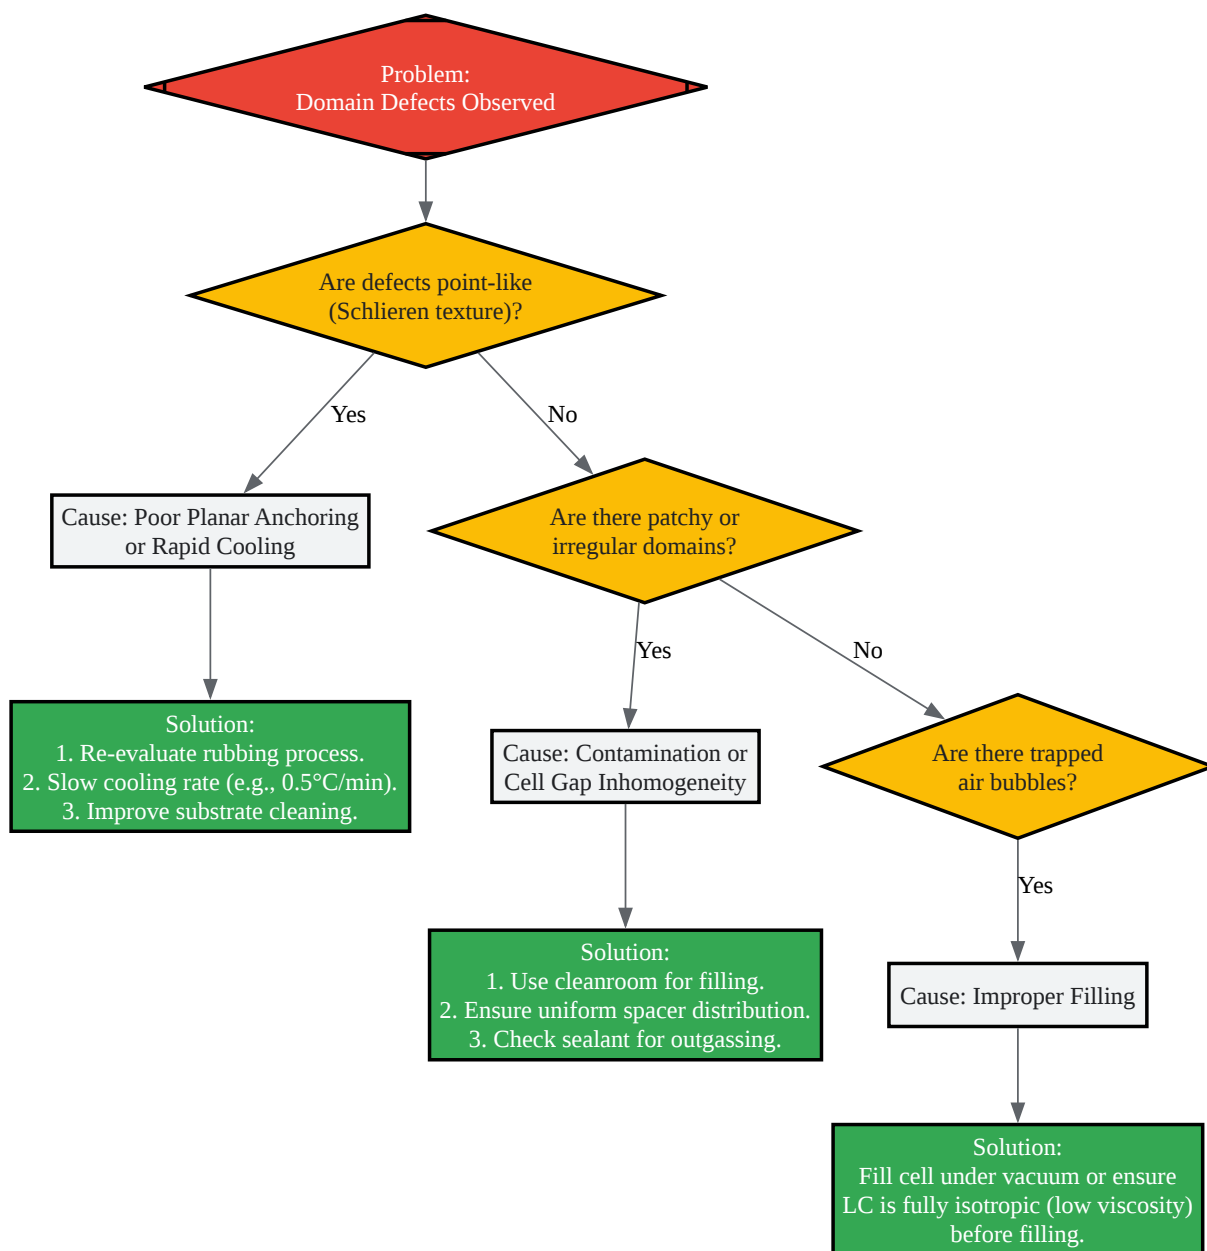 Problem:
Domain Defects Observed
Are defects point-like
(Schlieren texture)?
Yes
No
Cause: Poor Planar Anchoring
or Rapid Cooling
Are there patchy or
irregular domains?
Yes
No
Solution:
1. Re-evaluate rubbing process.
2. Slow cooling rate (e.g., 0.5°C/min).
3. Improve substrate cleaning.
Cause: Contamination or
Cell Gap Inhomogeneity
Are there trapped
air bubbles?
Yes
Solution:
1. Use cleanroom for filling.
2. Ensure uniform spacer distribution.
3. Check sealant for outgassing.
Cause: Improper Filling
Solution:
Fill cell under vacuum or ensure
LC is fully isotropic (low viscosity)
before filling.